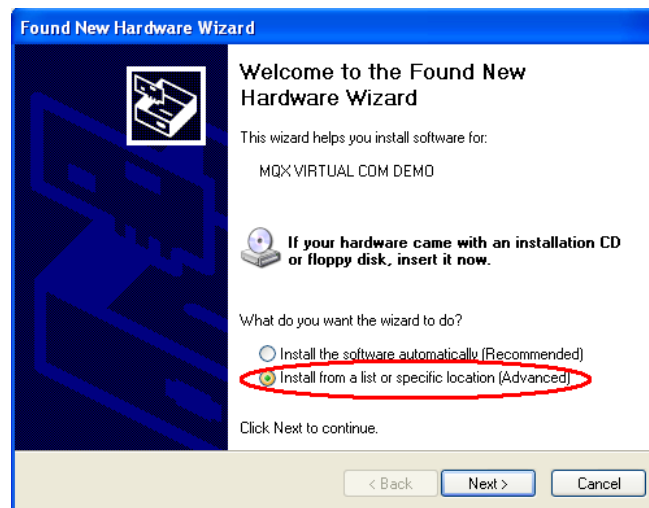 Found New Hardware Wizard
Welcome to the Found New
Hardware Wizard
This wizard helps you install software for:
MQX VIRTUAL COM DEMO
If your hardware came with an installation CD
or floppy disk, insert it now.
What do you want the wizard to do?
Install the software automatically (Recommended)
Install from a list or specific location (Advanced)
Click Next to continue.
< Back
Next >
Cancel